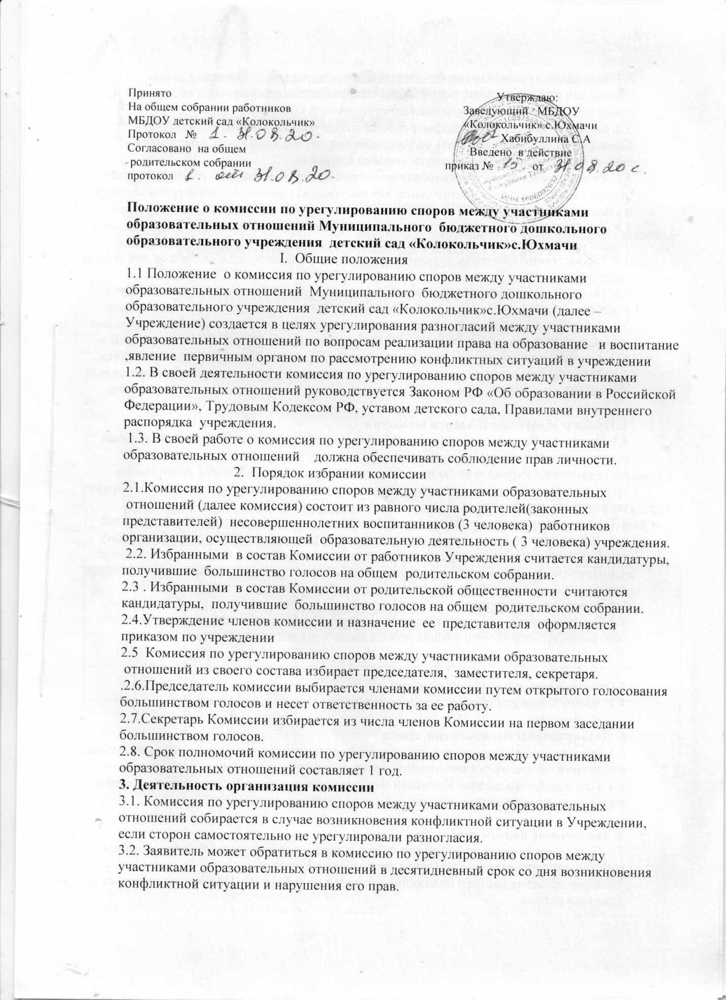 Принято
На общем собрании работников
МБДОУ детский сад «Колокольчик»
Протокол № 1. 31.08.20.
Согласовано на общем
родительском собрании
протокол 1. от 31.08.20.
Утверждаю:
Заведующий МБДОУ
«Колокольчик» с.Юхмачи
Хабибуллина С.А
Введено в действие
приказ № 15 от 31.08.20 г.
муниципального района
Республики Татарстан
ИНН 1606002632
Положение о комиссии по урегулированию споров между участниками
образовательных отношений Муниципального бюджетного дошкольного
образовательного учреждения детский сад «Колокольчик»с.Юхмачи
I. Общие положения
1.1 Положение о комиссия по урегулированию споров между участниками
образовательных отношений Муниципального бюджетного дошкольного
образовательного учреждения детский сад «Колокольчик»с.Юхмачи (далее –
Учреждение) создается в целях урегулирования разногласий между участниками
образовательных отношений по вопросам реализации права на образование и воспитание
,явление первичным органом по рассмотрению конфликтных ситуаций в учреждении
1.2. В своей деятельности комиссия по урегулированию споров между участниками
образовательных отношений руководствуется Законом РФ «Об образовании в Российской
Федерации», Трудовым Кодексом РФ, уставом детского сада, Правилами внутреннего
распорядка учреждения.
1.3. В своей работе о комиссия по урегулированию споров между участниками
образовательных отношений должна обеспечивать соблюдение прав личности.
2. Порядок избрании комиссии
2.1.Комиссия по урегулированию споров между участниками образовательных
отношений (далее комиссия) состоит из равного числа родителей(законных
представителей) несовершеннолетних воспитанников (3 человека) работников
организации, осуществляющей образовательную деятельность ( 3 человека) учреждения.
2.2. Избранными в состав Комиссии от работников Учреждения считается кандидатуры,
получившие большинство голосов на общем родительском собрании.
2.3 . Избранными в состав Комиссии от родительской общественности считаются
кандидатуры, получившие большинство голосов на общем родительском собрании.
2.4.Утверждение членов комиссии и назначение ее представителя оформляется
приказом по учреждении
2.5 Комиссия по урегулированию споров между участниками образовательных
отношений из своего состава избирает председателя, заместителя, секретаря.
.2.6.Председатель комиссии выбирается членами комиссии путем открытого голосования
большинством голосов и несет ответственность за ее работу.
2.7.Секретарь Комиссии избирается из числа членов Комиссии на первом заседании
большинством голосов.
2.8. Срок полномочий комиссии по урегулированию споров между участниками
образовательных отношений составляет 1 год.
3. Деятельность организация комиссии
3.1. Комиссия по урегулированию споров между участниками образовательных
отношений собирается в случае возникновения конфликтной ситуации в Учреждении,
если сторон самостоятельно не урегулировали разногласия.
3.2. Заявитель может обратиться в комиссию по урегулированию споров между
участниками образовательных отношений в десятидневный срок со дня возникновения
конфликтной ситуации и нарушения его прав.